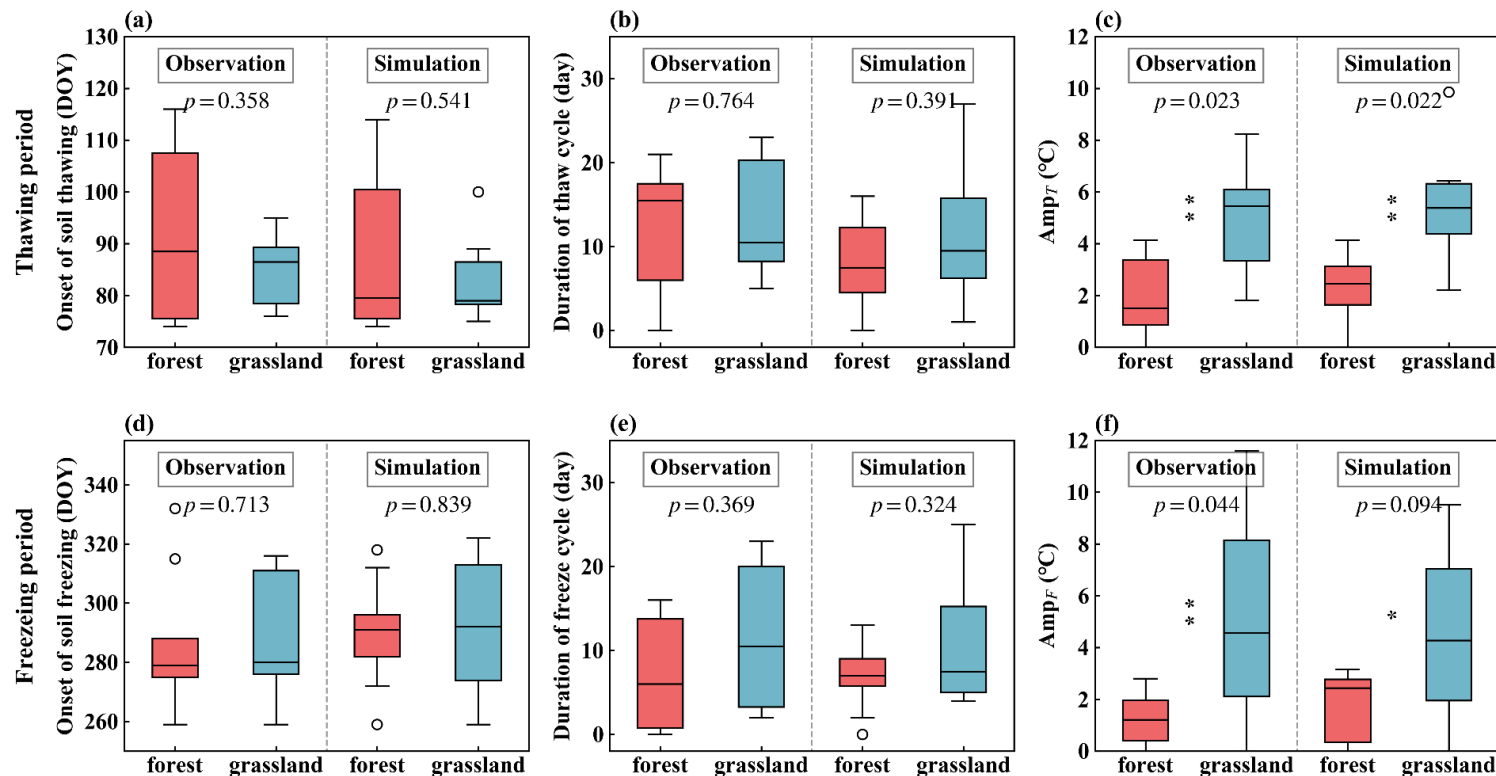 (a)
(b)
(c)
Thawing period
Onset of soil thawing (DOY)
130
120
110
100
90
80
70
Observation
Simulation
p = 0.358
p = 0.541
forest
grassland
forest
grassland
Duration of thaw cycle (day)
30
20
10
0
Observation
Simulation
p = 0.764
p = 0.391
forest
grassland
forest
grassland
Amp_T (℃)
12
10
8
6
4
2
0
Observation
Simulation
p = 0.023
p = 0.022
**
**
forest
grassland
forest
grassland
(d)
(e)
(f)
Freezeing period
Onset of soil freezing (DOY)
340
320
300
280
260
Observation
Simulation
p = 0.713
p = 0.839
forest
grassland
forest
grassland
Duration of freeze cycle (day)
30
20
10
0
Observation
Simulation
p = 0.369
p = 0.324
forest
grassland
forest
grassland
Amp_F (℃)
12
10
8
6
4
2
0
Observation
Simulation
p = 0.044
p = 0.094
**
*
forest
grassland
forest
grassland